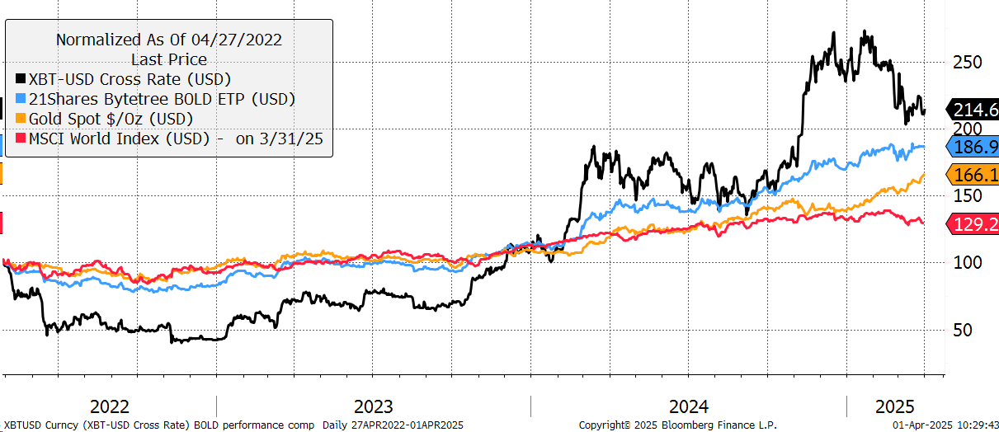 Normalized As Of 04/27/2022
Last Price
XBT-USD Cross Rate (USD)
21Shares Bytetree BOLD ETP (USD)
Gold Spot $/Oz (USD)
MSCI World Index (USD) - on 3/31/25
250
214.6
200
186.9
166.1
150
129.2
100
50
2022 2023 2024 2025
XBTUSD Curncy (XBT-USD Cross Rate) BOLD performance comp Daily 27APR2022-01APR2025 Copyright© 2025 Bloomberg Finance L.P. 01-Apr-2025 10:29:43